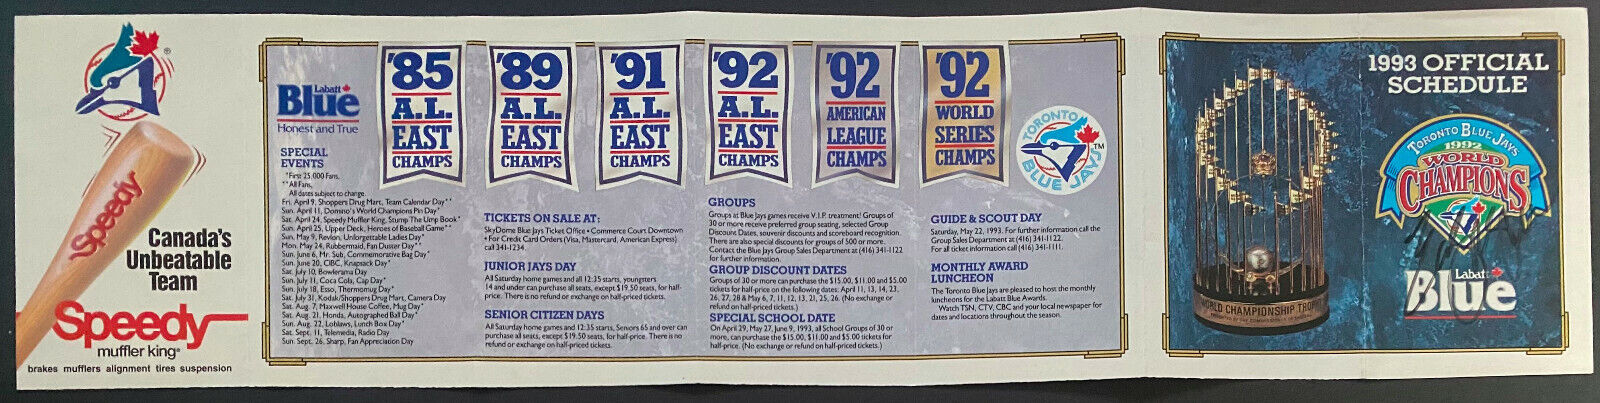 ®
Speedy
Canada's
Unbeatable
Team
Speedy
muffler king®
brakes mufflers alignment tires suspension
Labatt
Blue
Honest and True
SPECIAL
EVENTS
*First 25,000 Fans,
**All Fans,
All dates subject to change.
Fri. April 9, Shoppers Drug Mart, Team Calendar Day**
Sun. April 11, Domino's World Champions Pin Day*
Sat. April 24, Speedy Muffler King, Stump The Ump Book*
Sun. April 25, Upper Deck, Heroes of Baseball Game**
Sun. May 9, Revlon, Unforgettable Ladies Day*
Mon. May 24, Rubbermaid, Fan Duster Day**
Sun. June 6, Mr. Sub, Commemorative Bag Day*
Sun. June 20, CIBC, Knapsack Day*
Sat. July 10, Bowlerama Day
Sun. July 11, Coca Cola, Cap Day*
Sun. July 18, Esso, Thermomug Day*
Sat. July 31, Kodak/Shoppers Drug Mart, Camera Day
Sat. Aug. 7, Maxwell House Coffee, Mug Day*
Sat. Aug. 21, Honda, Autographed Ball Day*
Sun. Aug. 22, Loblaws, Lunch Box Day*
Sat. Sept. 11, Telemedia, Radio Day
Sun. Sept. 26, Sharp, Fan Appreciation Day
'85
A.L.
EAST
CHAMPS
'89
A.L.
EAST
CHAMPS
'91
A.L.
EAST
CHAMPS
'92
A.L.
EAST
CHAMPS
'92
AMERICAN
LEAGUE
CHAMPS
'92
WORLD
SERIES
CHAMPS
TORONTO
BLUE JAYS
TM
TICKETS ON SALE AT:
SkyDome Blue Jays Ticket Office • Commerce Court Downtown
• For Credit Card Orders (Visa, Mastercard, American Express)
call 341-1234.
JUNIOR JAYS DAY
All Saturday home games and all 12:35 starts, youngsters
14 and under can purchase all seats, except $19.50 seats, for half-
price. There is no refund or exchange on half-priced tickets.
SENIOR CITIZEN DAYS
All Saturday home games and 12:35 starts, Seniors 65 and over can
purchase all seats, except $19.50 seats, for half-price. There is no
refund or exchange on half-priced tickets.
GROUPS
Groups at Blue Jays games receive V.I.P. treatment! Groups of
30 or more receive preferred group seating, selected Group
Discount Dates, souvenir discounts and scoreboard recognition.
There are also special discounts for groups of 500 or more.
Contact the Blue Jays Group Sales Department at (416) 341-1122
for further information.
GROUP DISCOUNT DATES
Groups of 30 or more can purchase the $15.00, $11.00 and $5.00
tickets for half-price on the following dates: April 11, 13, 14, 23,
26, 27, 28 & May 6, 7, 11, 12, 13, 21, 25, 26. (No exchange or
refund on half-priced tickets.)
SPECIAL SCHOOL DATE
On April 29, May 27, June 9, 1993, all School Groups of 30 or
more, can purchase the $15.00, $11.00 and $5.00 tickets for
half-price. (No exchange or refund on half-priced tickets.)
GUIDE & SCOUT DAY
Saturday, May 22, 1993. For further information call the
Group Sales Department at (416) 341-1122.
For all ticket information call (416) 341-1111.
MONTHLY AWARD
LUNCHEON
The Toronto Blue Jays are pleased to host the monthly
luncheons for the Labatt Blue Awards.
Watch TSN, CTV, CBC and your local newspaper for
dates and locations throughout the season.
WORLD CHAMPIONSHIP TROPHY
1993 OFFICIAL
SCHEDULE
TORONTO BLUE JAYS
1992
WORLD
CHAMPIONS
Labatt
Blue